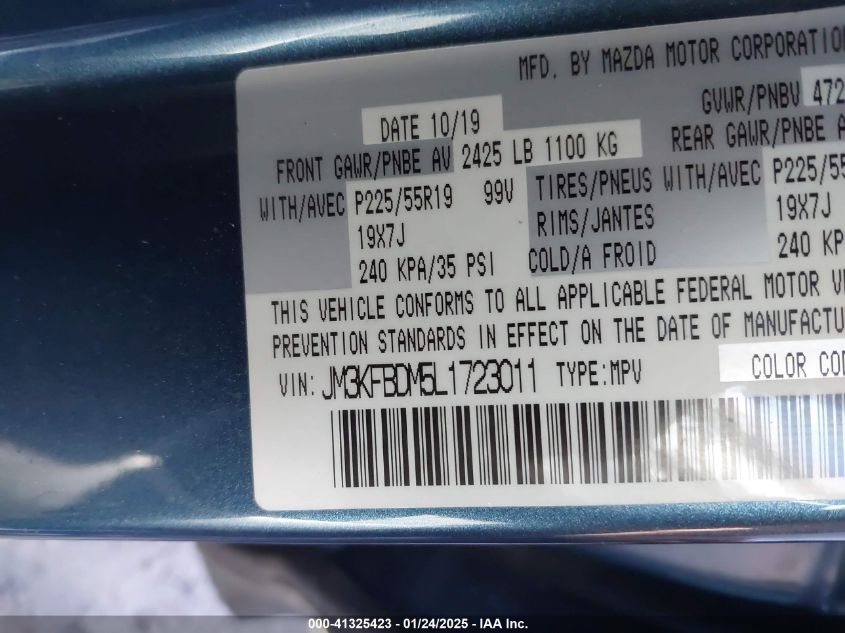 MFD. BY MAZDA MOTOR CORPORATION
DATE 10/19 GVWR/PNBV 472
FRONT GAWR/PNBE AV 2425 LB 1100 KG REAR GAWR/PNBE A
WITH/AVEC P225/55R19 99V TIRES/PNEUS WITH/AVEC P225/55
19X7J RIMS/JANTES 19X7J
240 KPA/35 PSI COLD/A FROID 240 KP
THIS VEHICLE CONFORMS TO ALL APPLICABLE FEDERAL MOTOR VE
PREVENTION STANDARDS IN EFFECT ON THE DATE OF MANUFACTU
VIN: JM3KFBDM5L1723011 TYPE:MPV COLOR COD
000-41325423 - 01/24/2025 - IAA Inc.